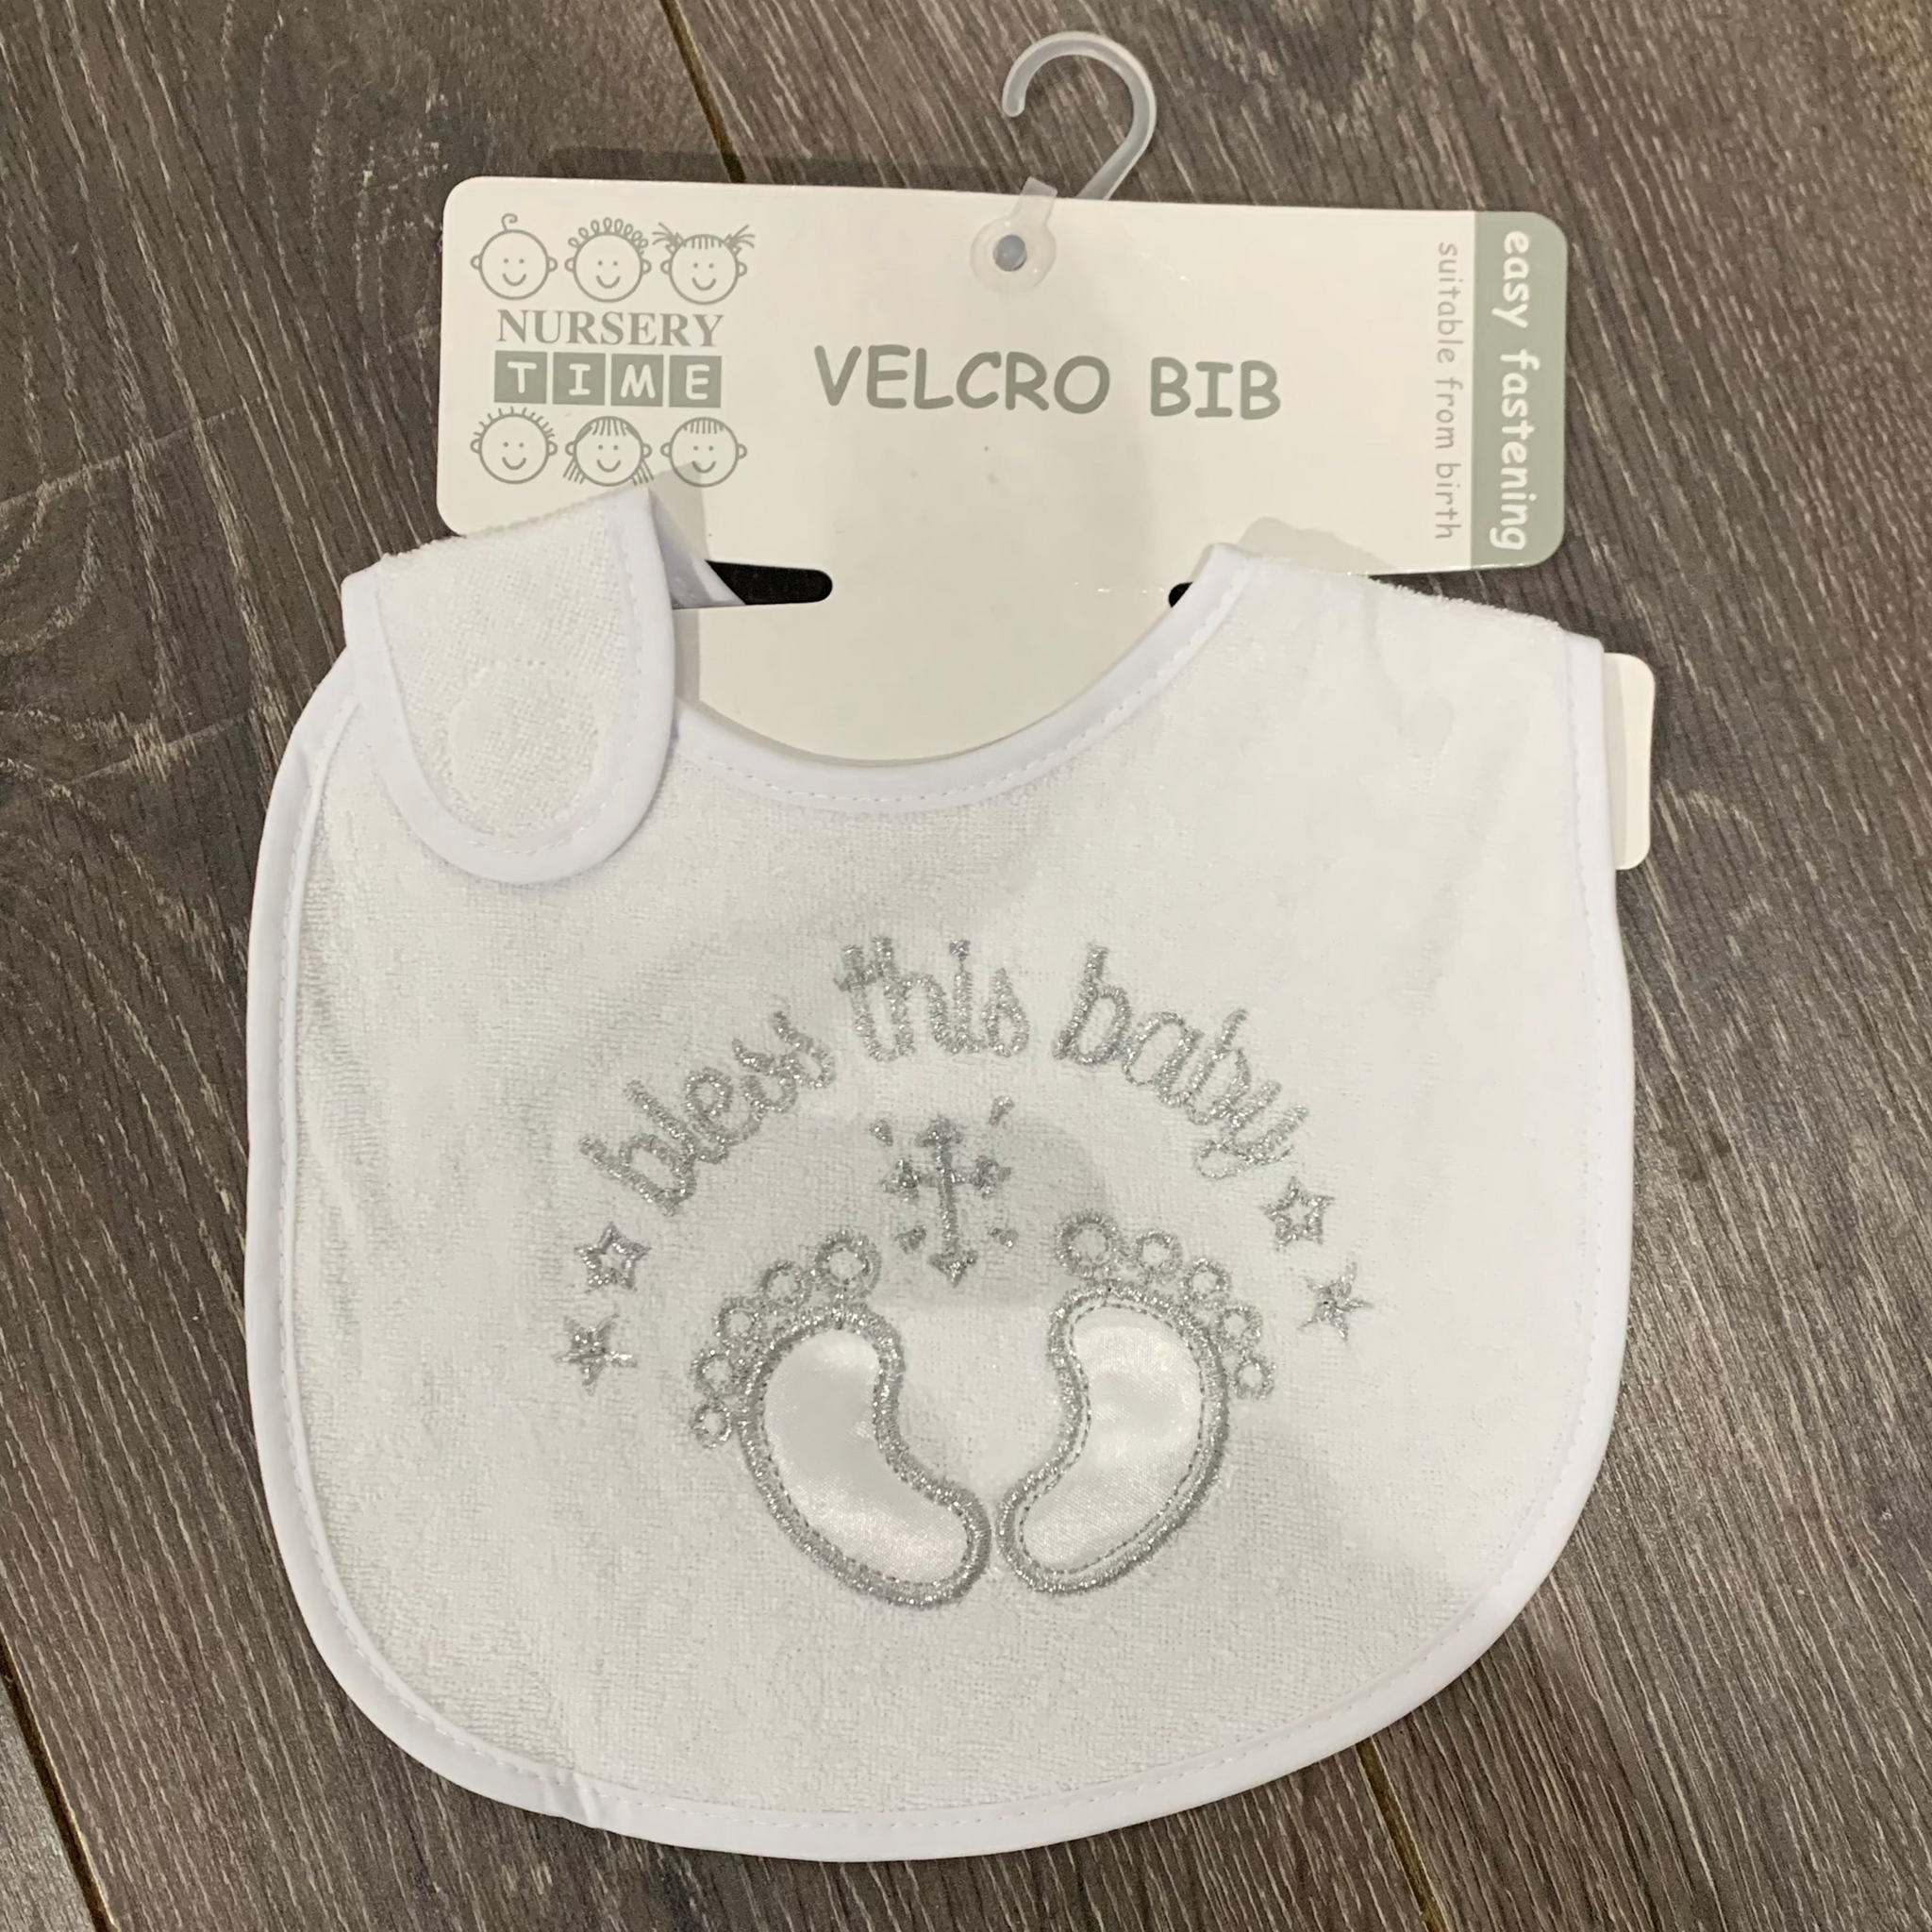 NURSERY
TIME
VELCRO BIB
easy fastening
suitable from birth
bless this baby